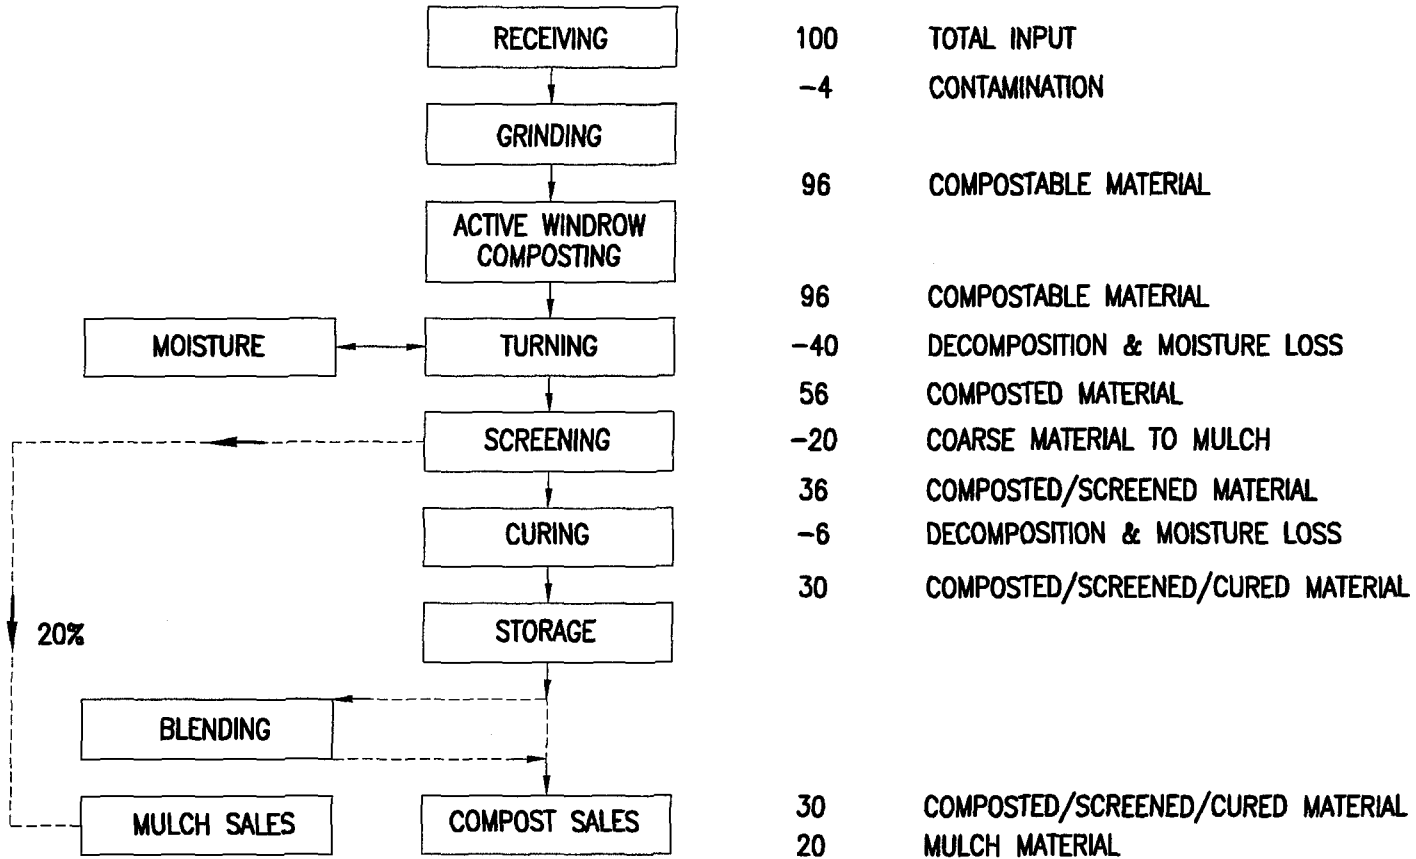 RECEIVING
100 TOTAL INPUT
-4 CONTAMINATION
GRINDING
96 COMPOSTABLE MATERIAL
ACTIVE WINDROW
COMPOSTING
96 COMPOSTABLE MATERIAL
MOISTURE
TURNING
-40 DECOMPOSITION & MOISTURE LOSS
56 COMPOSTED MATERIAL
SCREENING
-20 COARSE MATERIAL TO MULCH
36 COMPOSTED/SCREENED MATERIAL
CURING
-6 DECOMPOSITION & MOISTURE LOSS
30 COMPOSTED/SCREENED/CURED MATERIAL
20%
STORAGE
BLENDING
MULCH SALES
COMPOST SALES
30 COMPOSTED/SCREENED/CURED MATERIAL
20 MULCH MATERIAL